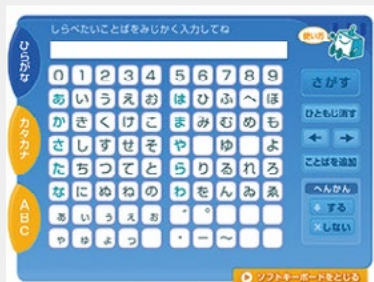 しらべたいことばをみじかく入力してね
使い方
ひらがな
カタカナ
ABC
0 1 2 3 4 5 6 7 8 9
あ い う え お は ひ ふ へ ほ
か き く け こ ま み む め も
さ し す せ そ や ゆ よ
た ち つ て と ら り る れ ろ
な に ぬ ね の わ を ん ゐ ゑ
ぁ ぃ ぅ ぇ ぉ ゛ ゜
ゃ ゅ ょ っ ・ ー 〜
さがす
ひともじ消す
← →
ことばを追加
へんかん
↓する
×しない
ソフトキーボードをとじる